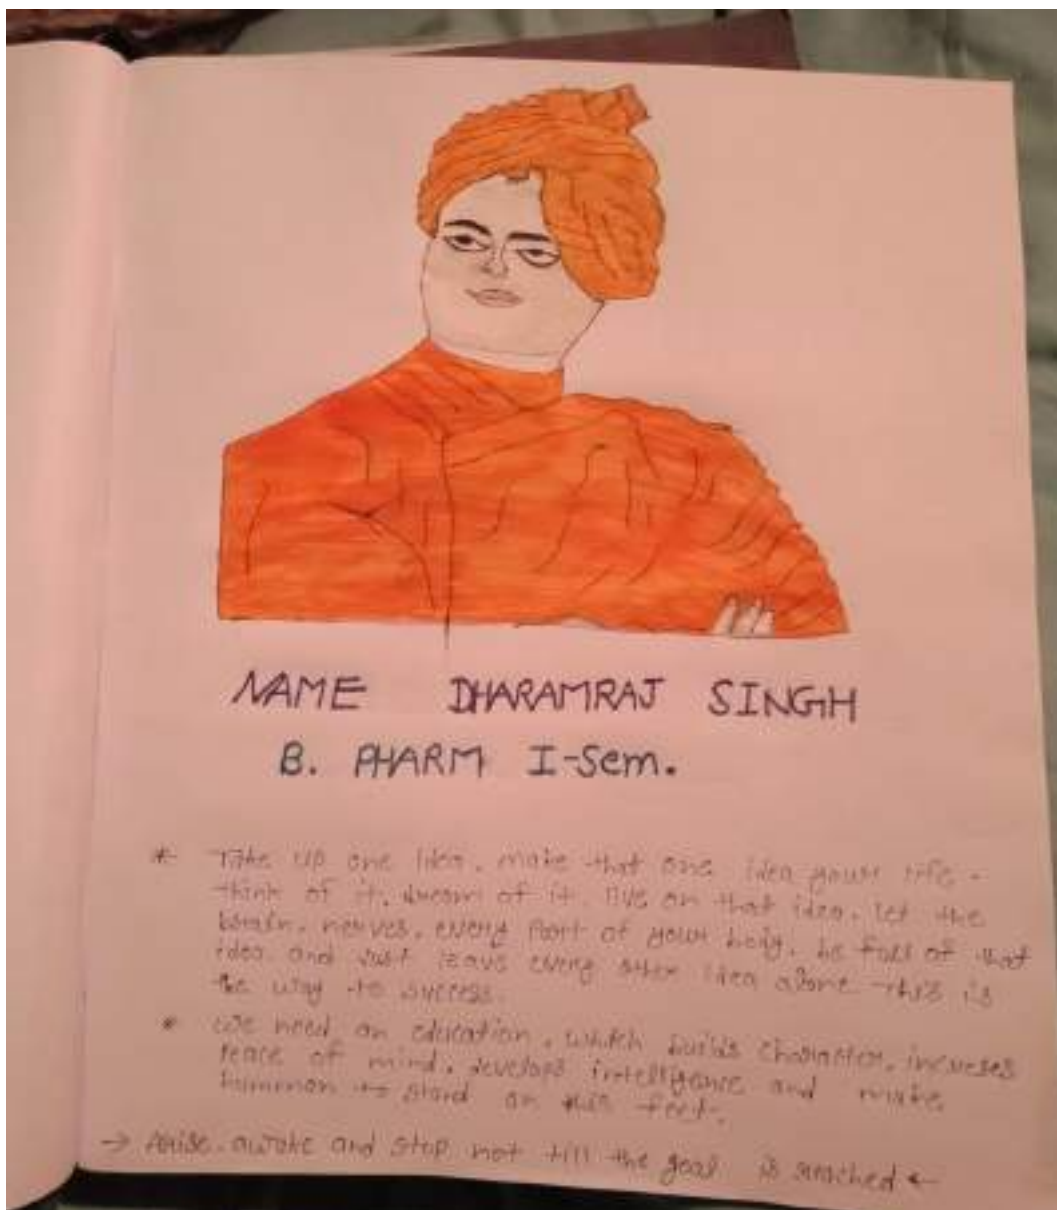 NAME DHARAMRAJ SINGH
B. PHARM I-Sem.
* Take up one idea. make that one idea your life -
think of it, dream of it, live on that idea. let the
brain, nerves, every Part of your body, be full of that
idea, and just leave every other idea alone this is
the way to success.
* We need an education, which builds character, increses
Peace of mind, develops intelligence and make
humman to stand on his feet.
→ Arise. awake and stop not till the goal is reached ←